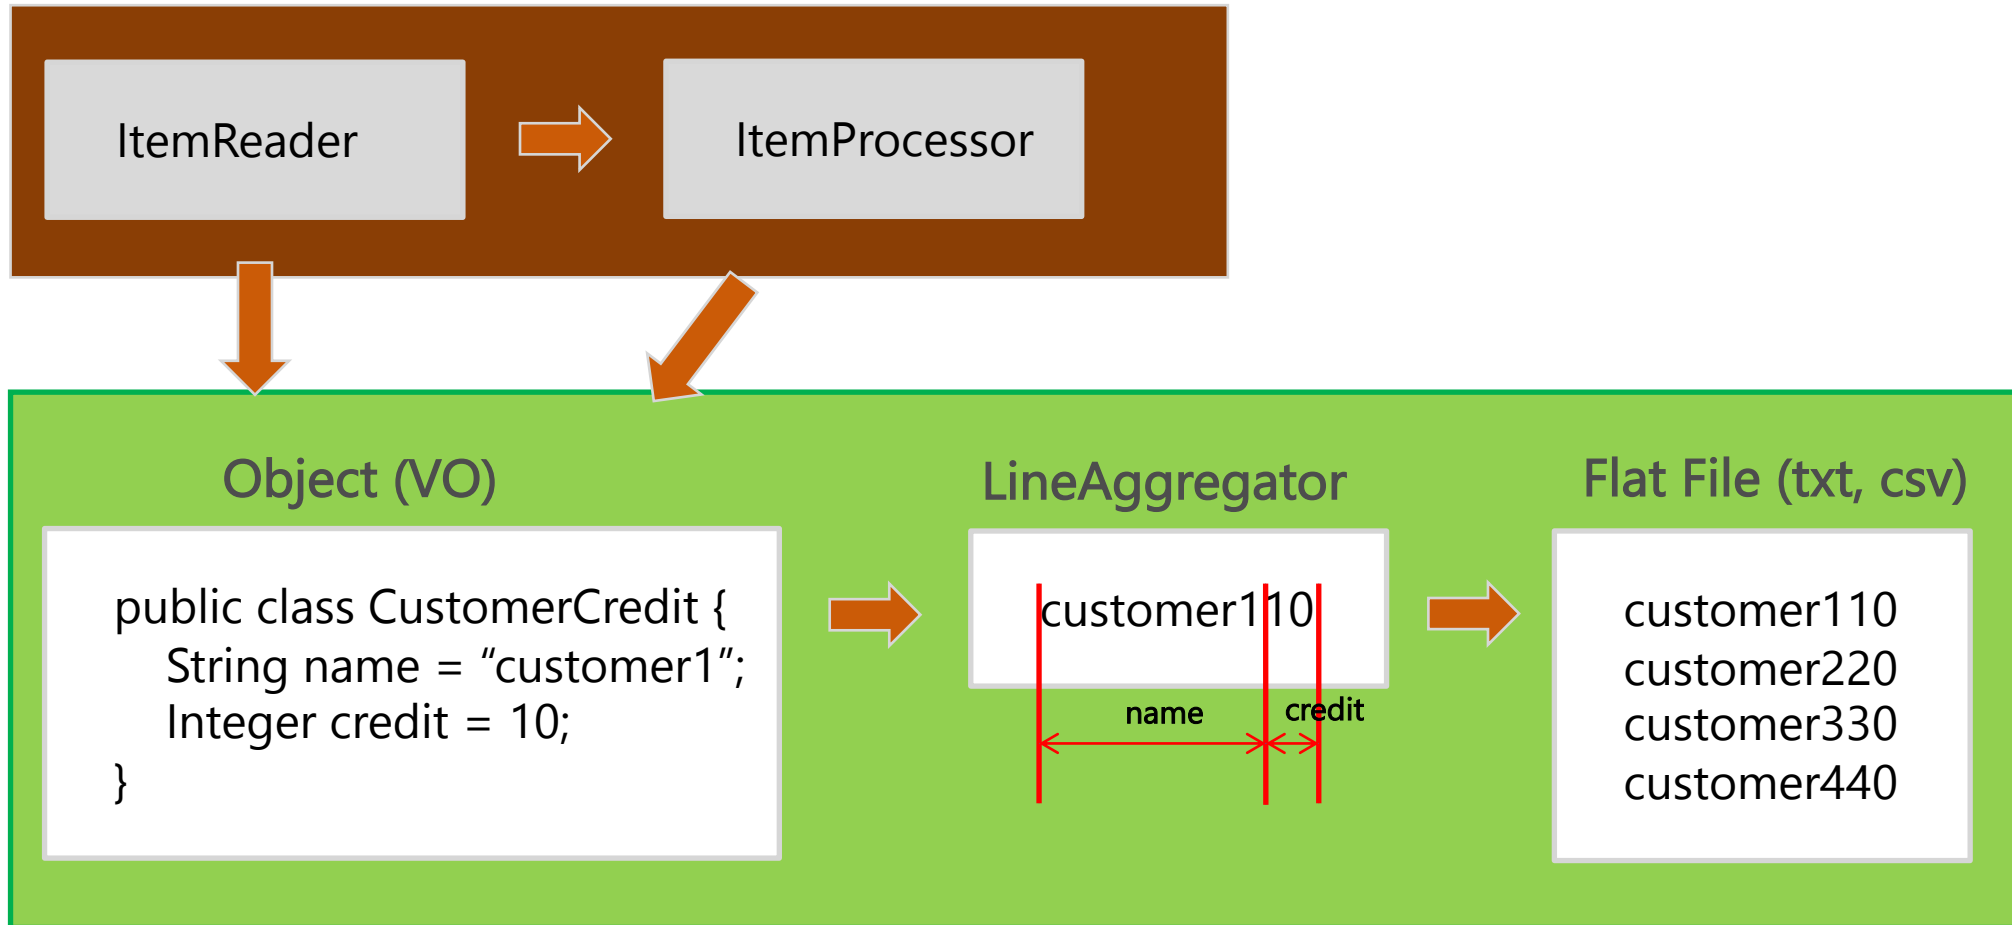 ItemReader
ItemProcessor
Object (VO)
LineAggregator
Flat File (txt, csv)
public class CustomerCredit {
String name = “customer1”;
Integer credit = 10;
}
customer110
name
credit
customer110
customer220
customer330
customer440